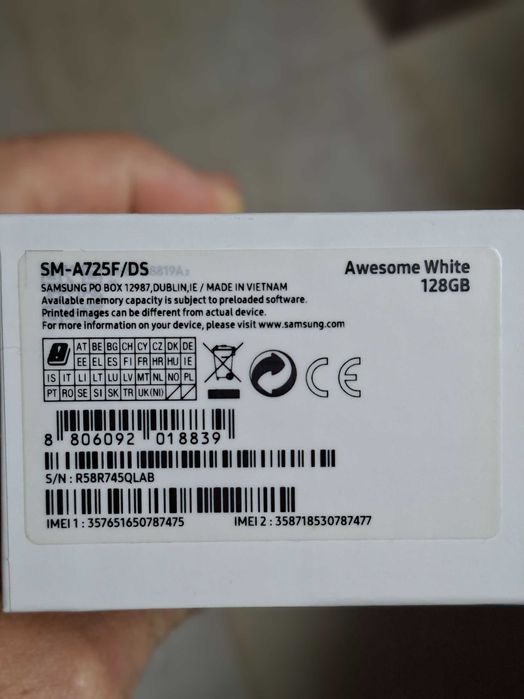 SM-A725F/DS
Awesome White
128GB
SAMSUNG PO BOX 12987,DUBLIN,IE / MADE IN VIETNAM
Available memory capacity is subject to preloaded software.
Printed images can be different from actual device.
For more information on your device, please visit www.samsung.com
AT BE BG CH CY CZ DK DE
EE EL ES FI FR HR HU IE
IS IT LI LT LU LV MT NL NO PL
PT RO SE SI SK TR UK(NI)
CE
8 806092 018839
S/N : R58R745QLAB
IMEI 1 : 357651650787475
IMEI 2 : 358718530787477